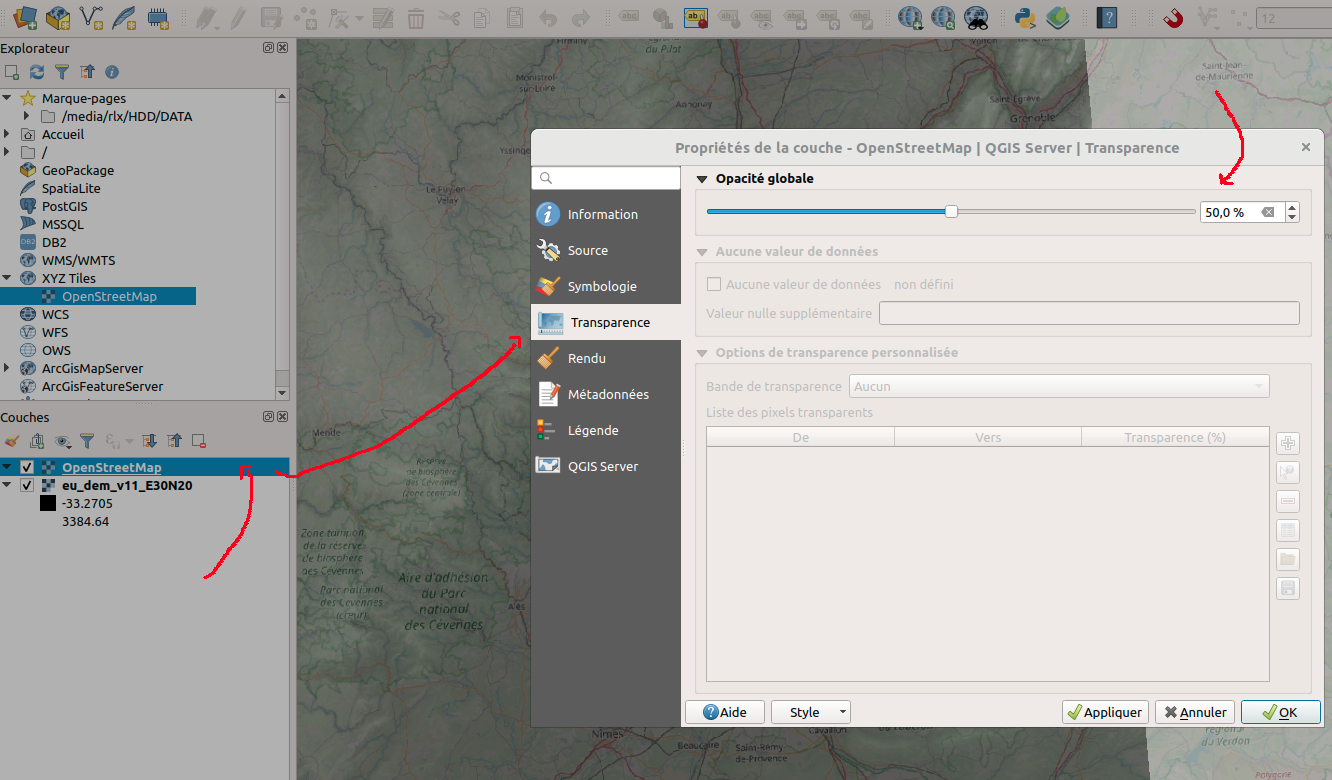 12
Explorateur
Marque-pages
/media/rlx/HDD/DATA
Accueil
/
GeoPackage
SpatiaLite
PostGIS
MSSQL
DB2
WMS/WMTS
XYZ Tiles
OpenStreetMap
WCS
WFS
OWS
ArcGisMapServer
ArcGisFeatureServer
Couches
OpenStreetMap
eu_dem_v11_E30N20
-33.2705
3384.64
du Pilat
Monistrol-
sur-Loire
Annonay
Yssinge
Le Puy-en-
Velay
Saint-Égrève
Grenoble
Saint-Jean-
de-Maurienne
Mende
Réserve
de biosphère
des Cévennes
(zone centrale)
Zone tampon
de la réserve
de biosphère
des Cévennes
Parc national
des Cévennes
(cœur)
Aire d'adhésion
du Parc
national
des Cévennes
Alès
Nîmes
Beaucaire
Saint-Rémy-
de-Provence
Cavaillon
régional
du Verdon
Polygone
Propriétés de la couche - OpenStreetMap | QGIS Server | Transparence
Information
Source
Symbologie
Transparence
Rendu
Métadonnées
Légende
QGIS Server
Opacité globale
50,0 %
Aucune valeur de données
Aucune valeur de données non défini
Valeur nulle supplémentaire
Options de transparence personnalisée
Bande de transparence Aucun
Liste des pixels transparents
De Vers Transparence (%)
Aide Style Appliquer Annuler OK